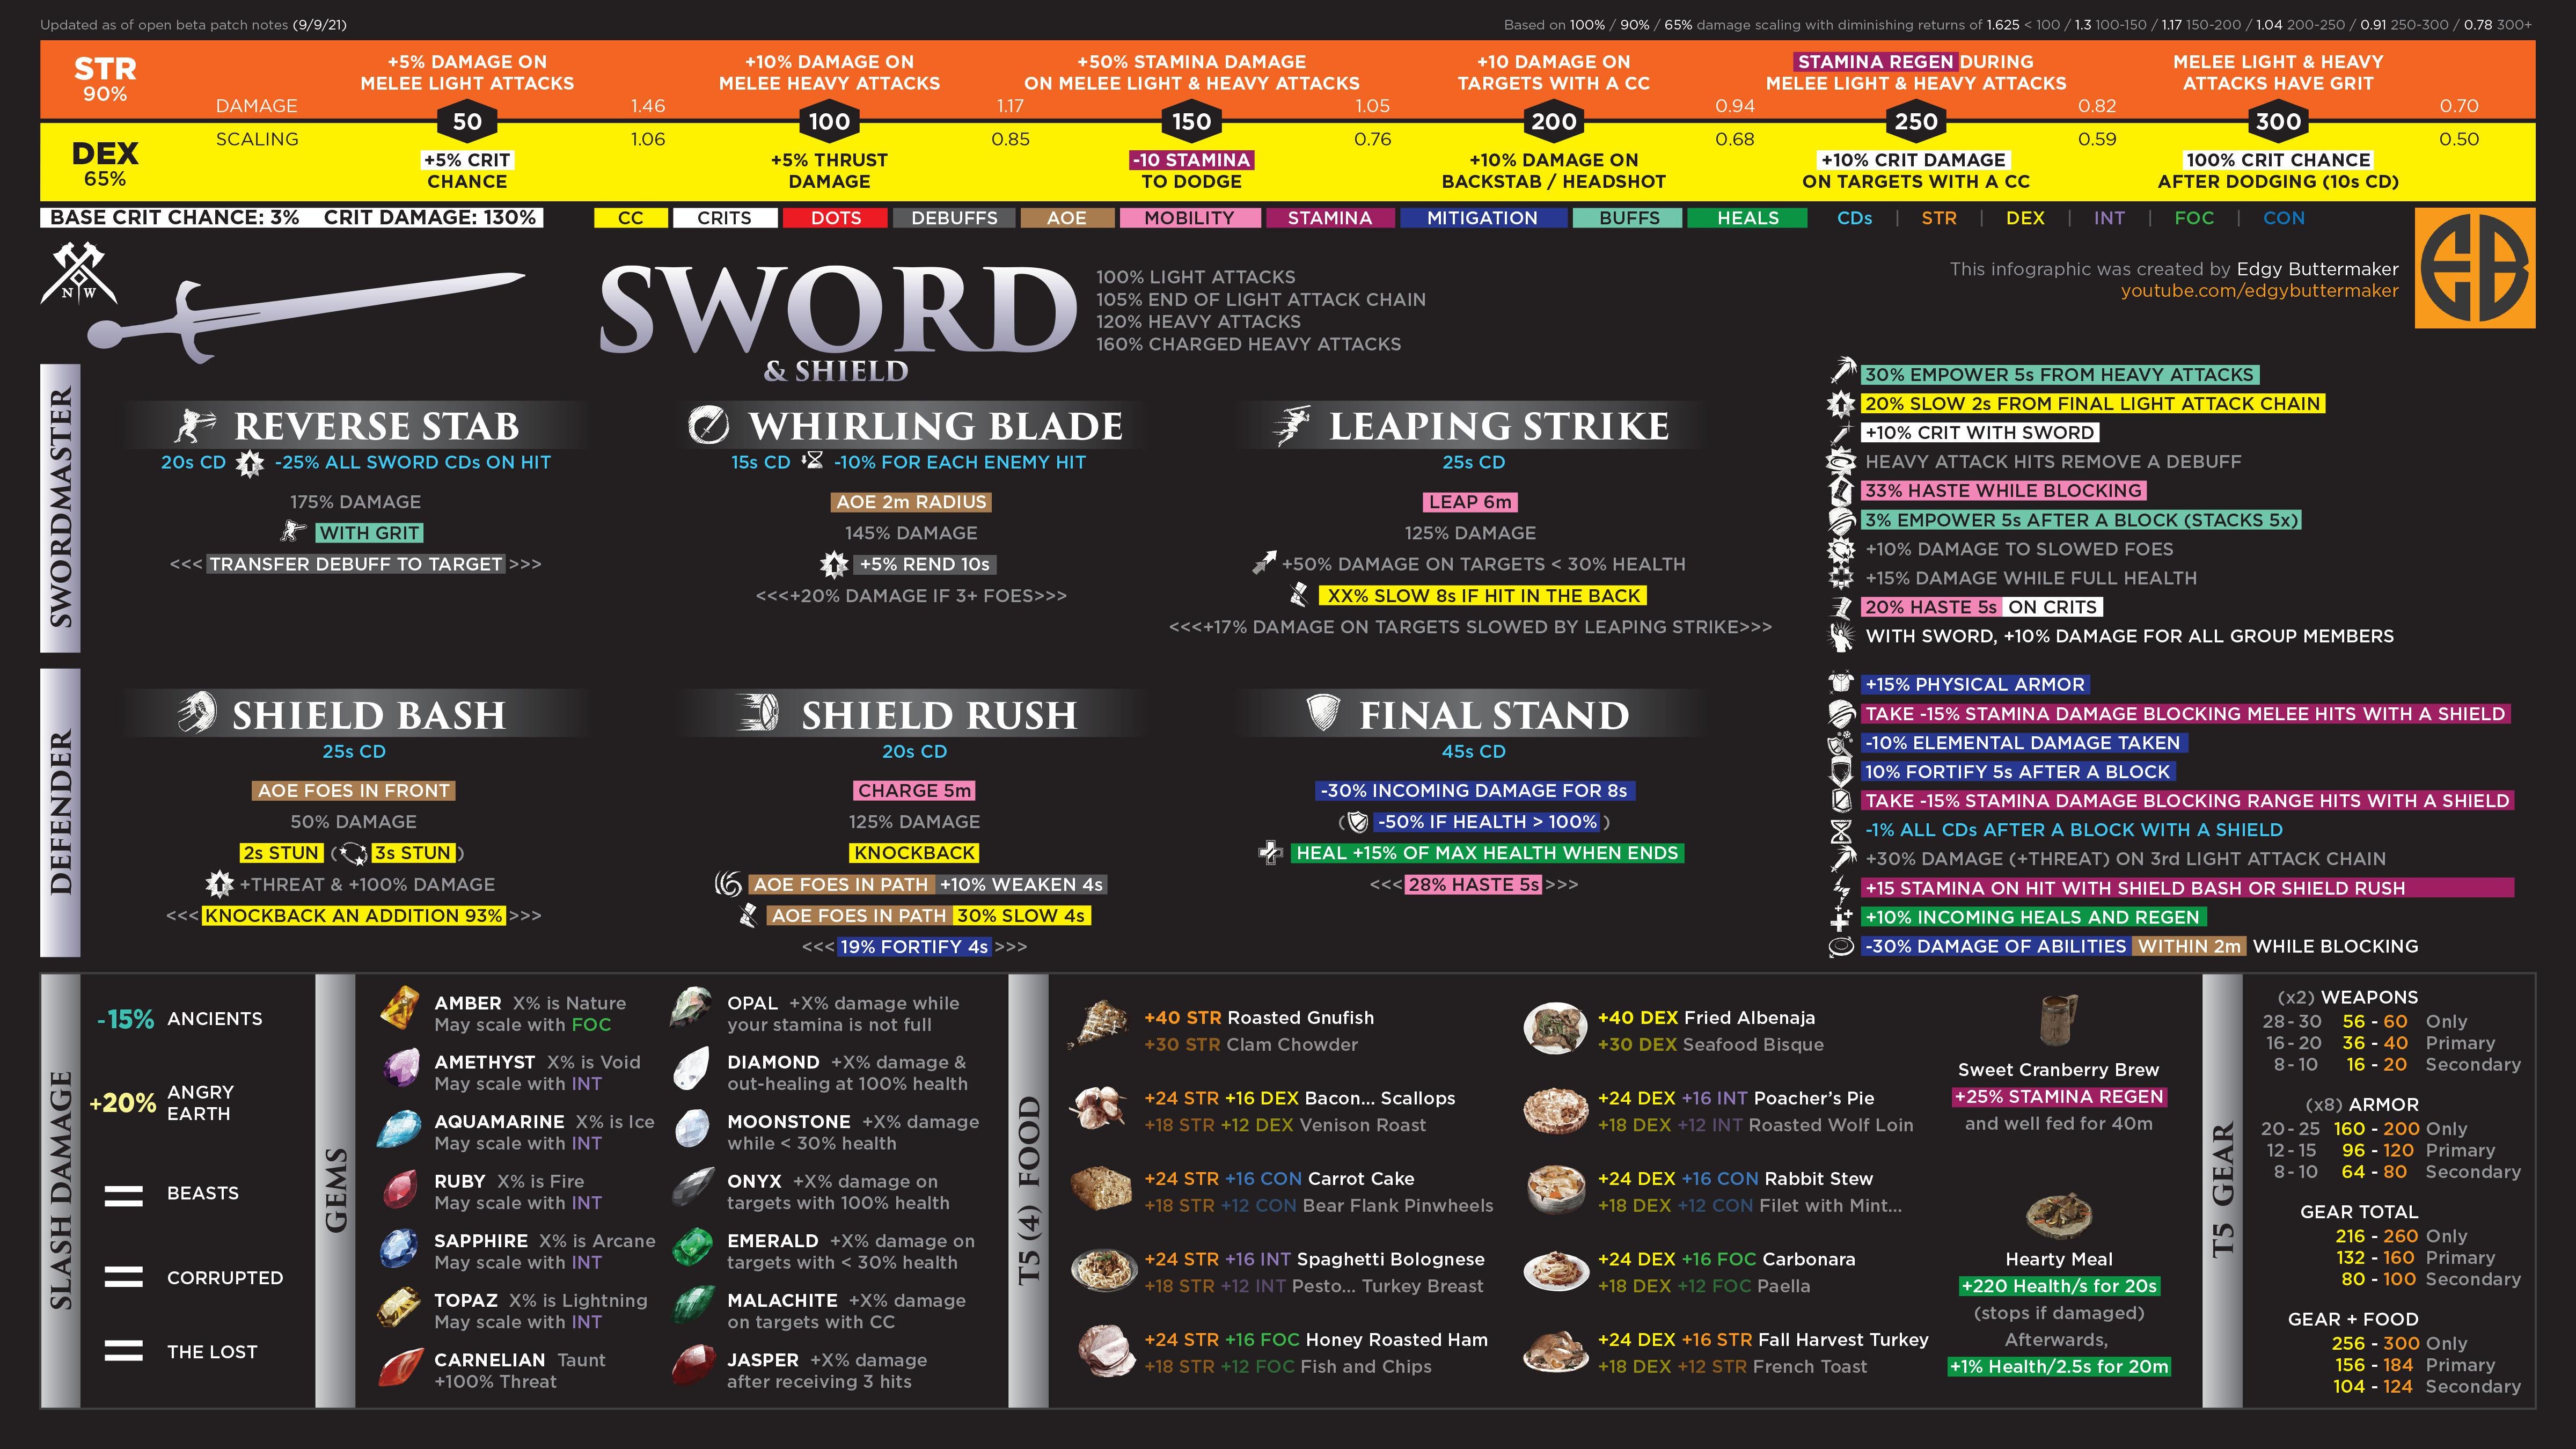 Updated as of open beta patch notes (9/9/21)
Based on 100% / 90% / 65% damage scaling with diminishing returns of 1.625 < 100 / 1.3 100-150 / 1.17 150-200 / 1.04 200-250 / 0.91 250-300 / 0.78 300+
STR
90%
+5% DAMAGE ON
MELEE LIGHT ATTACKS
+10% DAMAGE ON
MELEE HEAVY ATTACKS
+50% STAMINA DAMAGE
ON MELEE LIGHT & HEAVY ATTACKS
+10 DAMAGE ON
TARGETS WITH A CC
STAMINA REGEN DURING
MELEE LIGHT & HEAVY ATTACKS
MELEE LIGHT & HEAVY
ATTACKS HAVE GRIT
DAMAGE 1.46 1.17 1.05 0.94 0.82 0.70
50 100 150 200 250 300
SCALING 1.06 0.85 0.76 0.68 0.59 0.50
DEX
65%
+5% CRIT
CHANCE
+5% THRUST
DAMAGE
-10 STAMINA
TO DODGE
+10% DAMAGE ON
BACKSTAB / HEADSHOT
+10% CRIT DAMAGE
ON TARGETS WITH A CC
100% CRIT CHANCE
AFTER DODGING (10s CD)
BASE CRIT CHANCE: 3% CRIT DAMAGE: 130%
CC CRITS DOTS DEBUFFS AOE MOBILITY STAMINA MITIGATION BUFFS HEALS CDs | STR | DEX | INT | FOC | CON
N W
SWORD
& SHIELD
100% LIGHT ATTACKS
105% END OF LIGHT ATTACK CHAIN
120% HEAVY ATTACKS
160% CHARGED HEAVY ATTACKS
This infographic was created by Edgy Buttermaker
youtube.com/edgybuttermaker
EB
SWORDMASTER
REVERSE STAB
20s CD -25% ALL SWORD CDs ON HIT
175% DAMAGE
WITH GRIT
<<< TRANSFER DEBUFF TO TARGET >>>
WHIRLING BLADE
15s CD -10% FOR EACH ENEMY HIT
AOE 2m RADIUS
145% DAMAGE
+5% REND 10s
<<<+20% DAMAGE IF 3+ FOES>>>
LEAPING STRIKE
25s CD
LEAP 6m
125% DAMAGE
+50% DAMAGE ON TARGETS < 30% HEALTH
XX% SLOW 8s IF HIT IN THE BACK
<<<+17% DAMAGE ON TARGETS SLOWED BY LEAPING STRIKE>>>
30% EMPOWER 5s FROM HEAVY ATTACKS
20% SLOW 2s FROM FINAL LIGHT ATTACK CHAIN
+10% CRIT WITH SWORD
HEAVY ATTACK HITS REMOVE A DEBUFF
33% HASTE WHILE BLOCKING
3% EMPOWER 5s AFTER A BLOCK (STACKS 5x)
+10% DAMAGE TO SLOWED FOES
+15% DAMAGE WHILE FULL HEALTH
20% HASTE 5s ON CRITS
WITH SWORD, +10% DAMAGE FOR ALL GROUP MEMBERS
DEFENDER
SHIELD BASH
25s CD
AOE FOES IN FRONT
50% DAMAGE
2s STUN ( 3s STUN )
+THREAT & +100% DAMAGE
<<< KNOCKBACK AN ADDITION 93% >>>
SHIELD RUSH
20s CD
CHARGE 5m
125% DAMAGE
KNOCKBACK
AOE FOES IN PATH +10% WEAKEN 4s
AOE FOES IN PATH 30% SLOW 4s
<<< 19% FORTIFY 4s >>>
FINAL STAND
45s CD
-30% INCOMING DAMAGE FOR 8s
( -50% IF HEALTH > 100% )
HEAL +15% OF MAX HEALTH WHEN ENDS
<<< 28% HASTE 5s >>>
+15% PHYSICAL ARMOR
TAKE -15% STAMINA DAMAGE BLOCKING MELEE HITS WITH A SHIELD
-10% ELEMENTAL DAMAGE TAKEN
10% FORTIFY 5s AFTER A BLOCK
TAKE -15% STAMINA DAMAGE BLOCKING RANGE HITS WITH A SHIELD
-1% ALL CDs AFTER A BLOCK WITH A SHIELD
+30% DAMAGE (+THREAT) ON 3rd LIGHT ATTACK CHAIN
+15 STAMINA ON HIT WITH SHIELD BASH OR SHIELD RUSH
+10% INCOMING HEALS AND REGEN
-30% DAMAGE OF ABILITIES WITHIN 2m WHILE BLOCKING
SLASH DAMAGE
-15% ANCIENTS
+20% ANGRY
EARTH
= BEASTS
= CORRUPTED
= THE LOST
GEMS
AMBER X% is Nature
May scale with FOC
AMETHYST X% is Void
May scale with INT
AQUAMARINE X% is Ice
May scale with INT
RUBY X% is Fire
May scale with INT
SAPPHIRE X% is Arcane
May scale with INT
TOPAZ X% is Lightning
May scale with INT
CARNELIAN Taunt
+100% Threat
OPAL +X% damage while
your stamina is not full
DIAMOND +X% damage &
out-healing at 100% health
MOONSTONE +X% damage
while < 30% health
ONYX +X% damage on
targets with 100% health
EMERALD +X% damage on
targets with < 30% health
MALACHITE +X% damage
on targets with CC
JASPER +X% damage
after receiving 3 hits
T5 (4) FOOD
+40 STR Roasted Gnufish
+30 STR Clam Chowder
+24 STR +16 DEX Bacon... Scallops
+18 STR +12 DEX Venison Roast
+24 STR +16 CON Carrot Cake
+18 STR +12 CON Bear Flank Pinwheels
+24 STR +16 INT Spaghetti Bolognese
+18 STR +12 INT Pesto... Turkey Breast
+24 STR +16 FOC Honey Roasted Ham
+18 STR +12 FOC Fish and Chips
+40 DEX Fried Albenaja
+30 DEX Seafood Bisque
+24 DEX +16 INT Poacher's Pie
+18 DEX +12 INT Roasted Wolf Loin
+24 DEX +16 CON Rabbit Stew
+18 DEX +12 CON Filet with Mint...
+24 DEX +16 FOC Carbonara
+18 DEX +12 FOC Paella
+24 DEX +16 STR Fall Harvest Turkey
+18 DEX +12 STR French Toast
Sweet Cranberry Brew
+25% STAMINA REGEN
and well fed for 40m
Hearty Meal
+220 Health/s for 20s
(stops if damaged)
Afterwards,
+1% Health/2.5s for 20m
T5 GEAR
(x2) WEAPONS
28-30 56 - 60 Only
16-20 36 - 40 Primary
8-10 16 - 20 Secondary
(x8) ARMOR
20-25 160 - 200 Only
12-15 96 - 120 Primary
8-10 64 - 80 Secondary
GEAR TOTAL
216 - 260 Only
132 - 160 Primary
80 - 100 Secondary
GEAR + FOOD
256 - 300 Only
156 - 184 Primary
104 - 124 Secondary